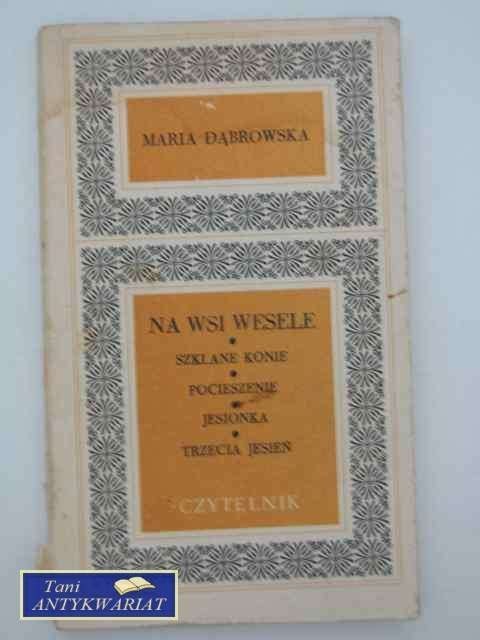 MARIA DĄBROWSKA
NA WSI WESELE
SZKLANE KONIE
POCIESZENIE
JESIONKA
TRZECIA JESIEŃ
CZYTELNIK
Tani
ANTYKWARIAT